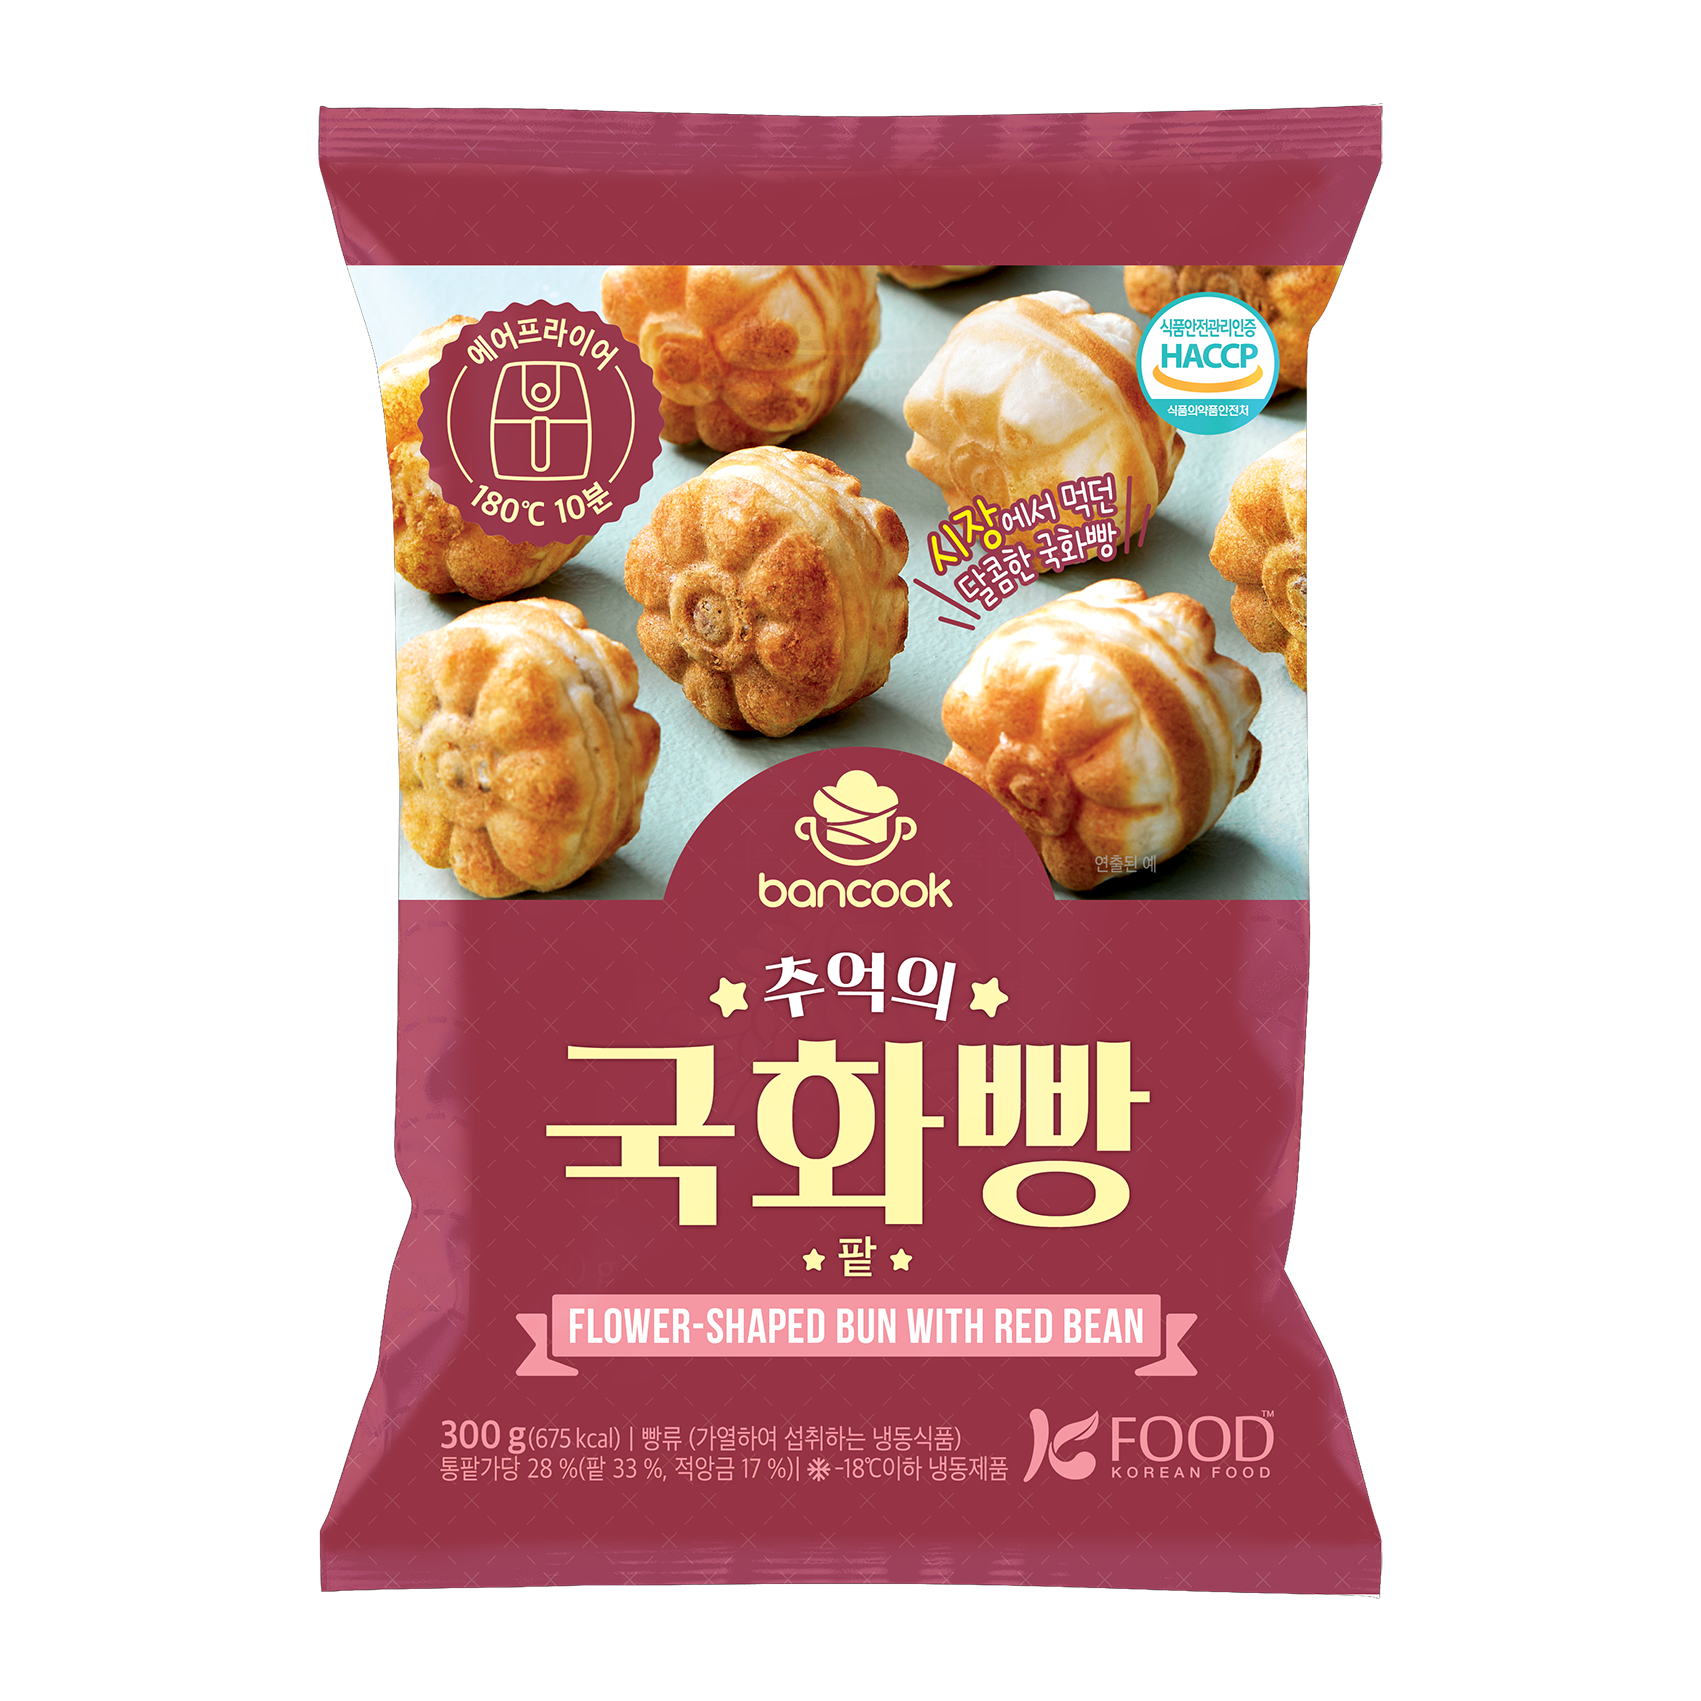 에어프라이어
180℃ 10분
식품안전관리인증
HACCP
식품의약품안전처
시장에서 먹던
달콤한 국화빵
연출된 예
bancook
추억의
국화빵
팥
FLOWER-SHAPED BUN WITH RED BEAN
300 g(675 kcal) | 빵류 (가열하여 섭취하는 냉동식품)
통팥가당 28 %(팥 33 %, 적앙금 17 %)| -18℃이하 냉동제품
K FOOD™
KOREAN FOOD